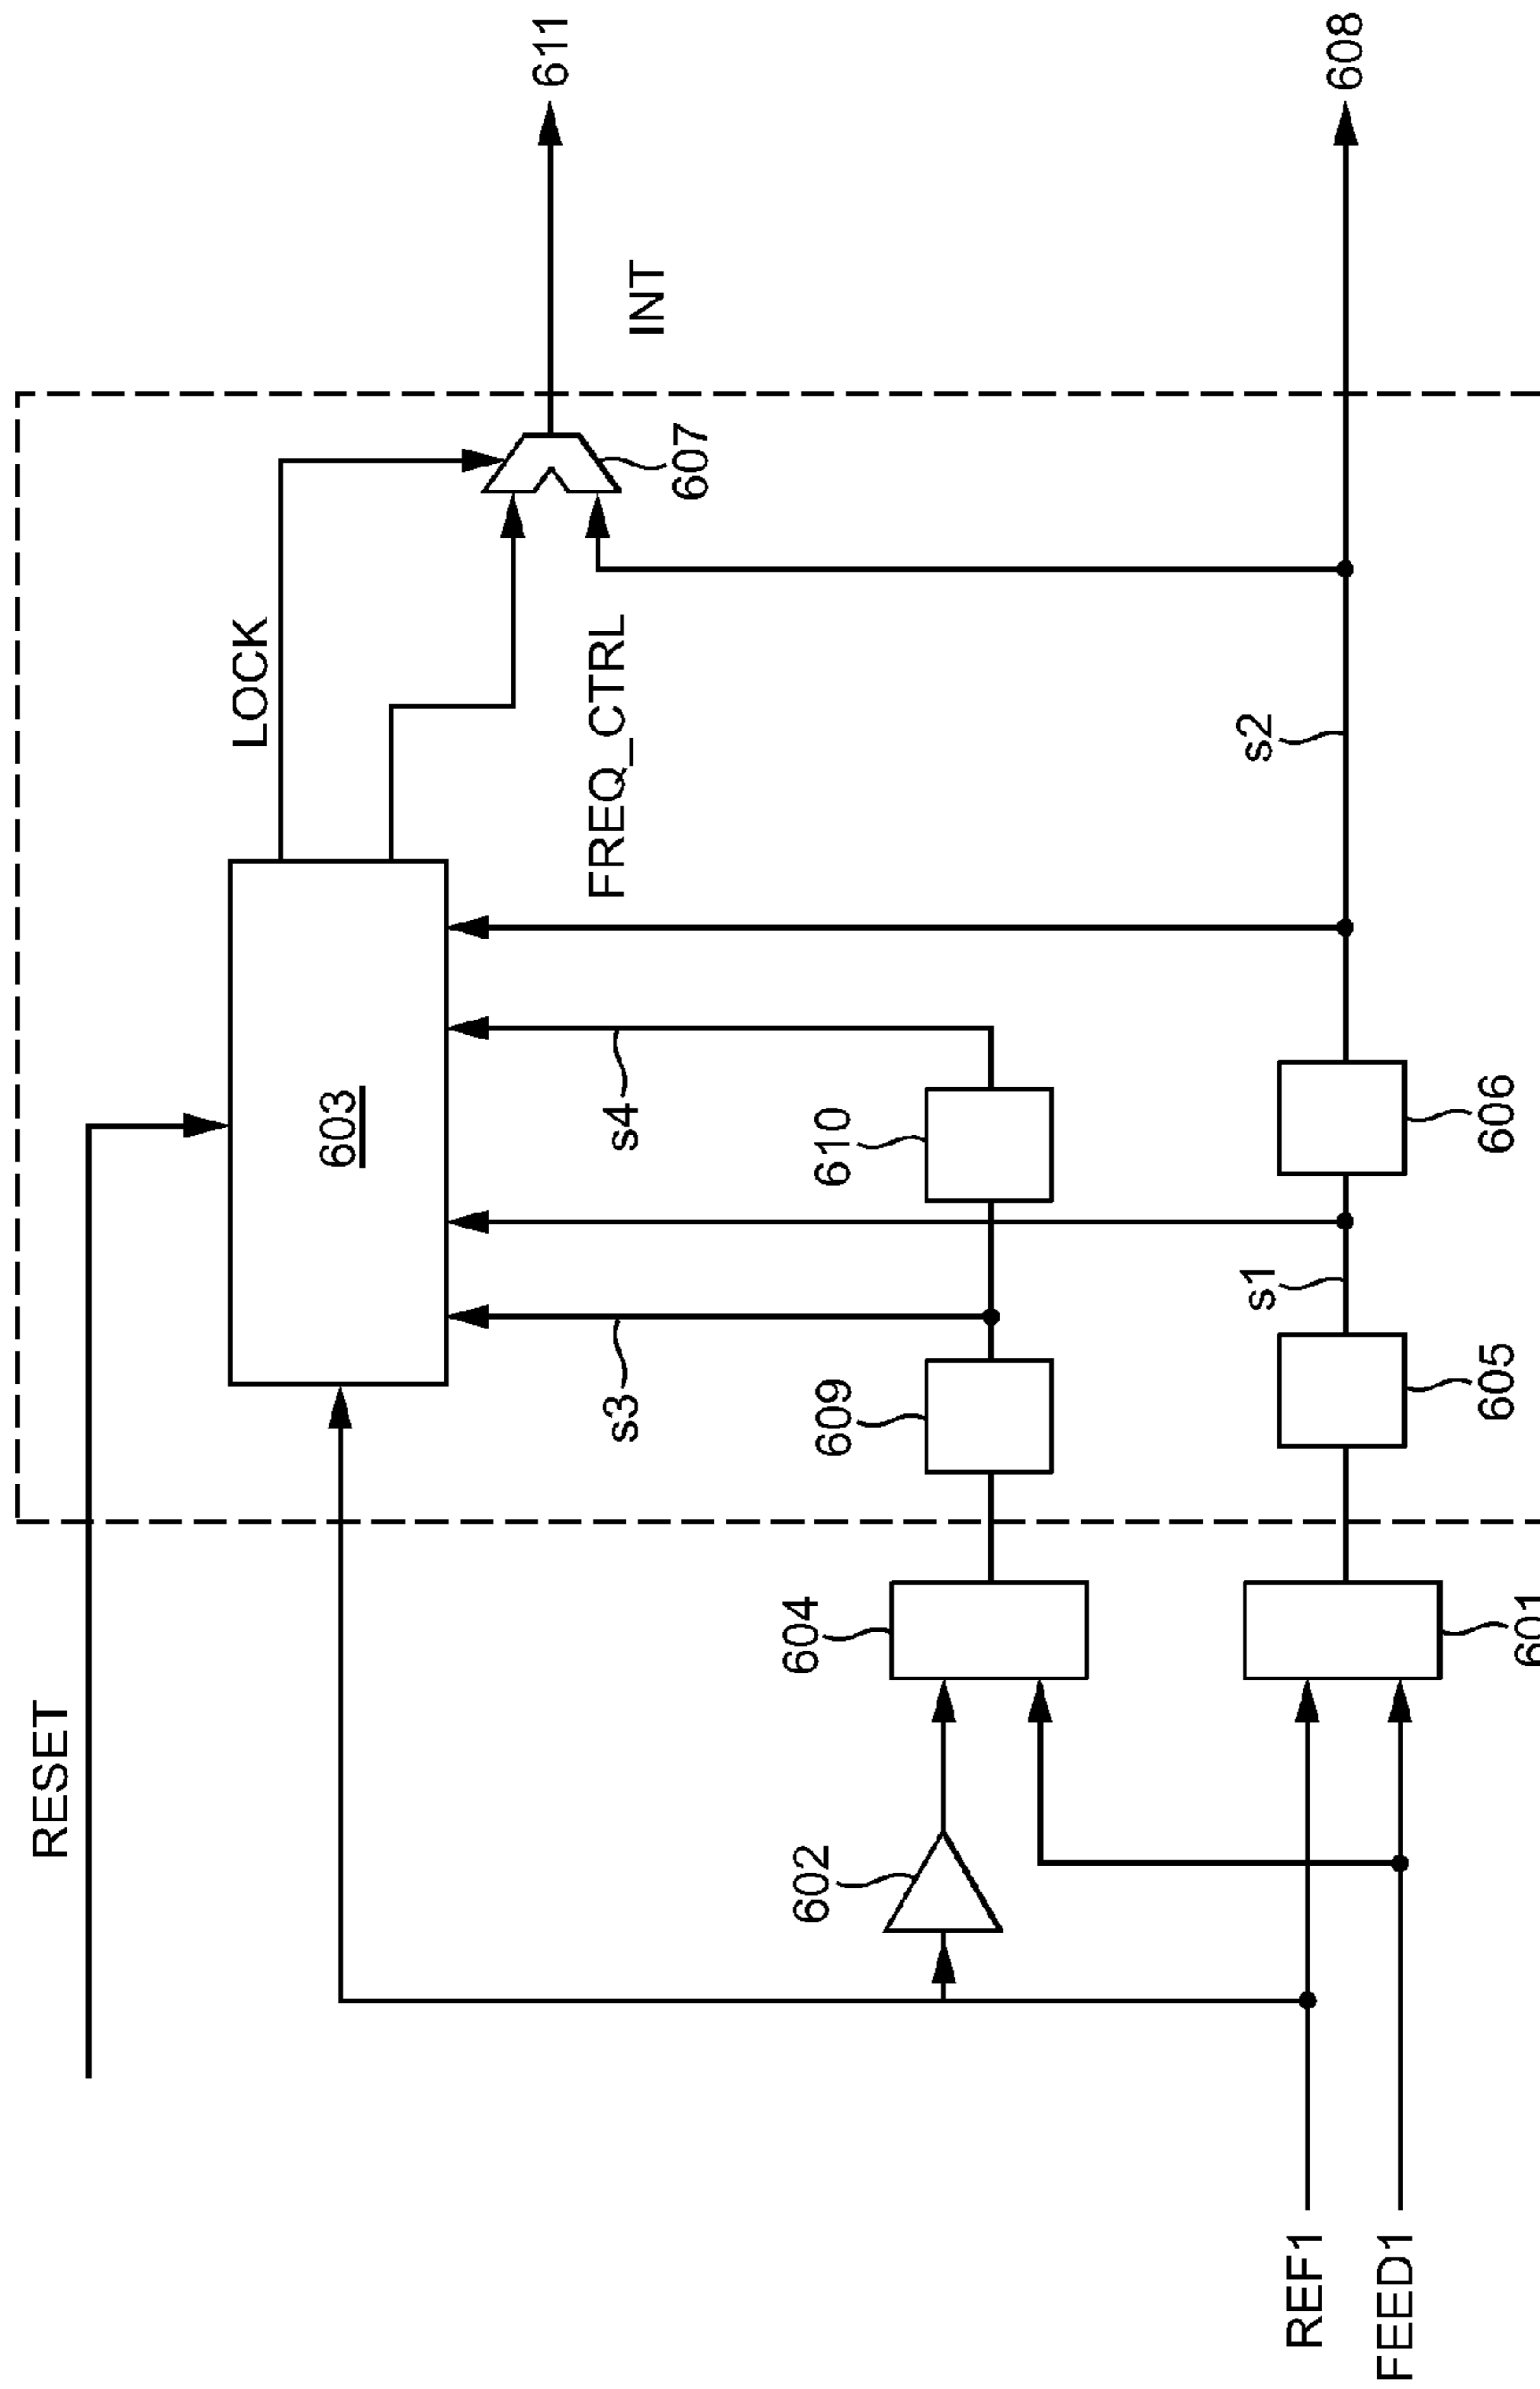 RESET
603
LOCK
FREQ_CTRL
607
INT
611
s3
s4
602
604
609
610
REF1
FEED1
601
605
s1
606
s2
608